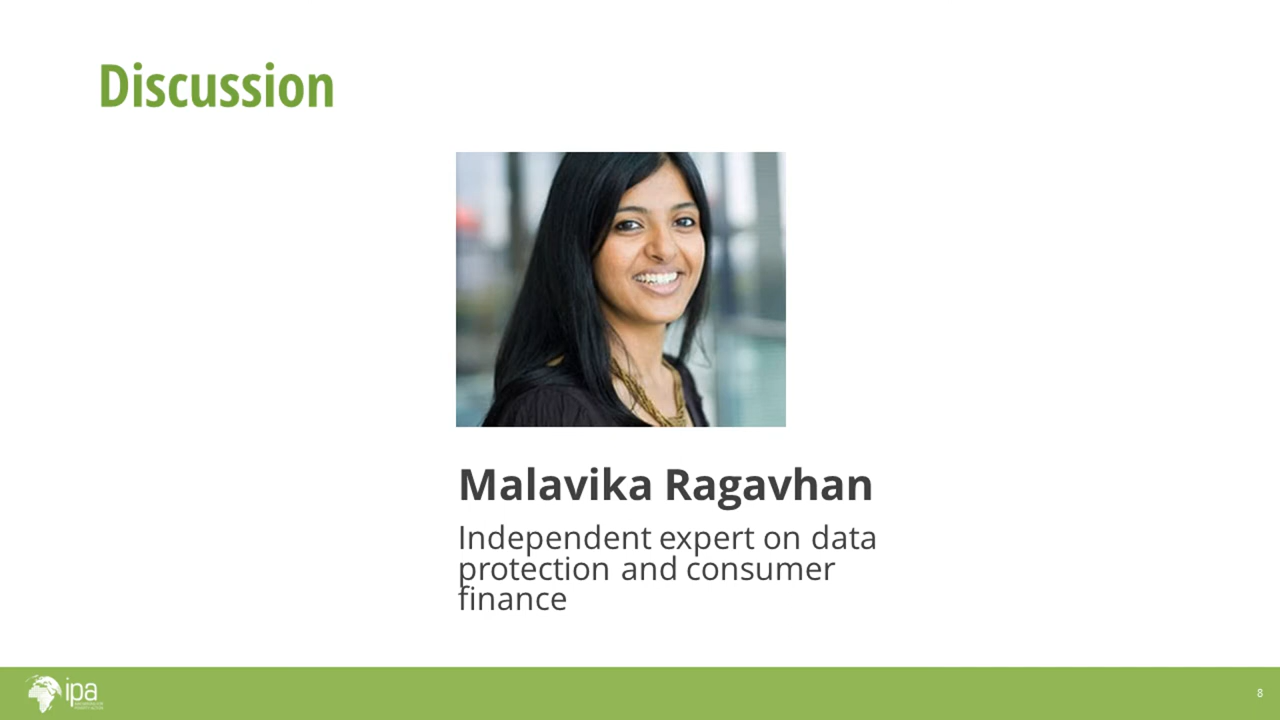 Discussion
Malavika Ragavhan
Independent expert on data
protection and consumer
finance
ipa
8